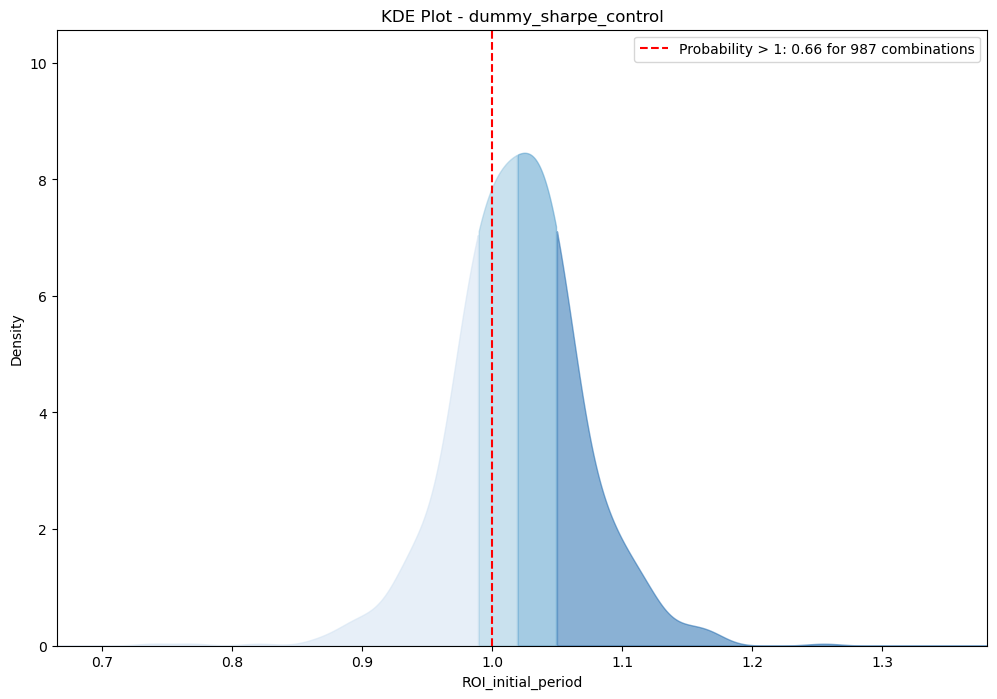 KDE Plot - dummy_sharpe_control
Probability > 1: 0.66 for 987 combinations
10
8
6
4
2
0
Density
0.7 0.8 0.9 1.0 1.1 1.2 1.3
ROI_initial_period